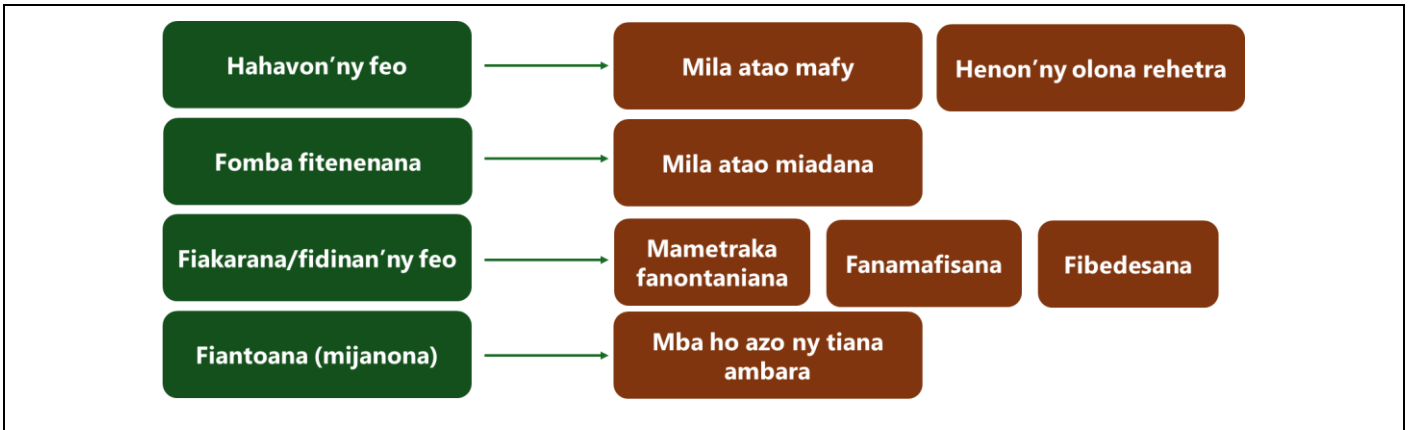 Hahavon’ny feo
Mila atao mafy
Henon’ny olona rehetra
Fomba fitenenana
Mila atao miadana
Fiakarana/fidinan’ny feo
Mametraka
fanontaniana
Fanamafisana
Fibedesana
Fiantoana (mijanona)
Mba ho azo ny tiana
ambara